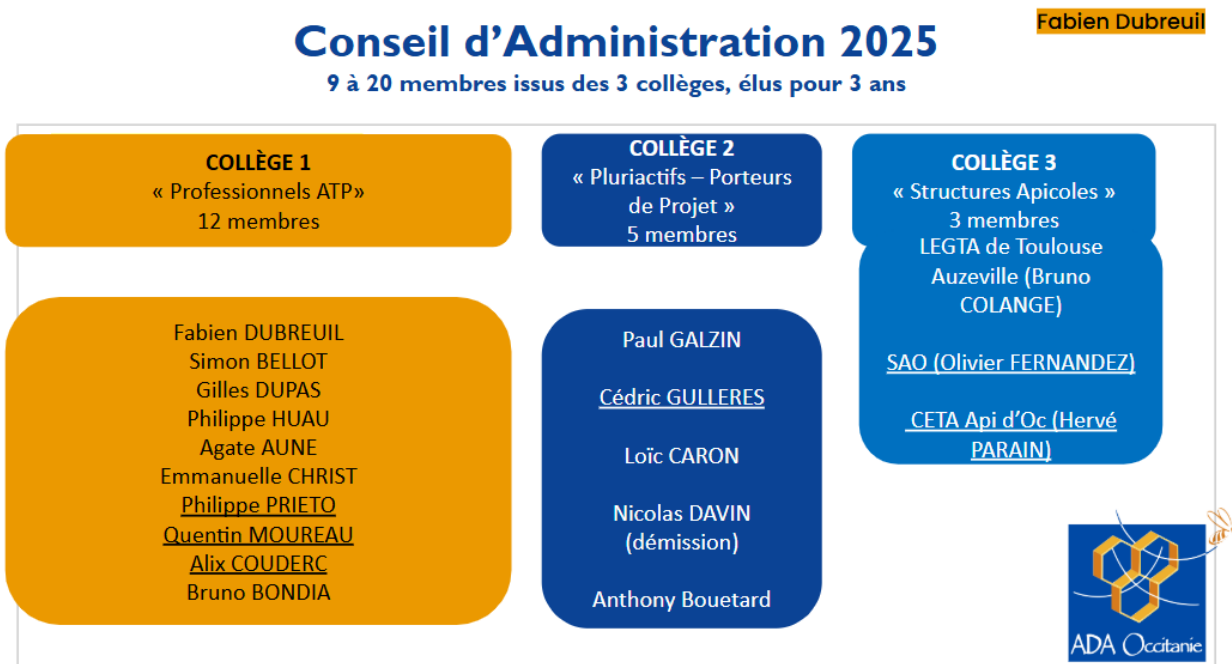 Fabien Dubreuil
Conseil d’Administration 2025
9 à 20 membres issus des 3 collèges, élus pour 3 ans
COLLÈGE 1
« Professionnels ATP»
12 membres
Fabien DUBREUIL
Simon BELLOT
Gilles DUPAS
Philippe HUAU
Agate AUNE
Emmanuelle CHRIST
Philippe PRIETO
Quentin MOUREAU
Alix COUDERC
Bruno BONDIA
COLLÈGE 2
« Pluriactifs – Porteurs
de Projet »
5 membres
Paul GALZIN
Cédric GULLERES
Loïc CARON
Nicolas DAVIN
(démission)
Anthony Bouetard
COLLÈGE 3
« Structures Apicoles »
3 membres
LEGTA de Toulouse
Auzeville (Bruno
COLANGE)
SAO (Olivier FERNANDEZ)
CETA Api d’Oc (Hervé
PARAIN)
ADA Occitanie